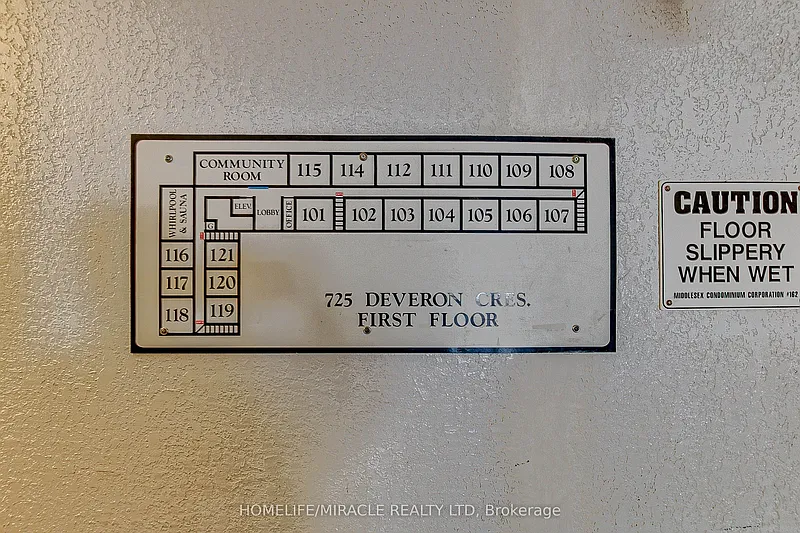 COMMUNITY
ROOM
115 114 112 111 110 109 108
WHIRLPOOL
& SAUNA
ELEV.
LOBBY
OFFICE
101 102 103 104 105 106 107
G
116 121
117 120
118 119
725 DEVERON CRES.
FIRST FLOOR
CAUTION
FLOOR
SLIPPERY
WHEN WET
MIDDLESEX CONDOMINIUM CORPORATION #162
HOMELIFE/MIRACLE REALTY LTD, Brokerage